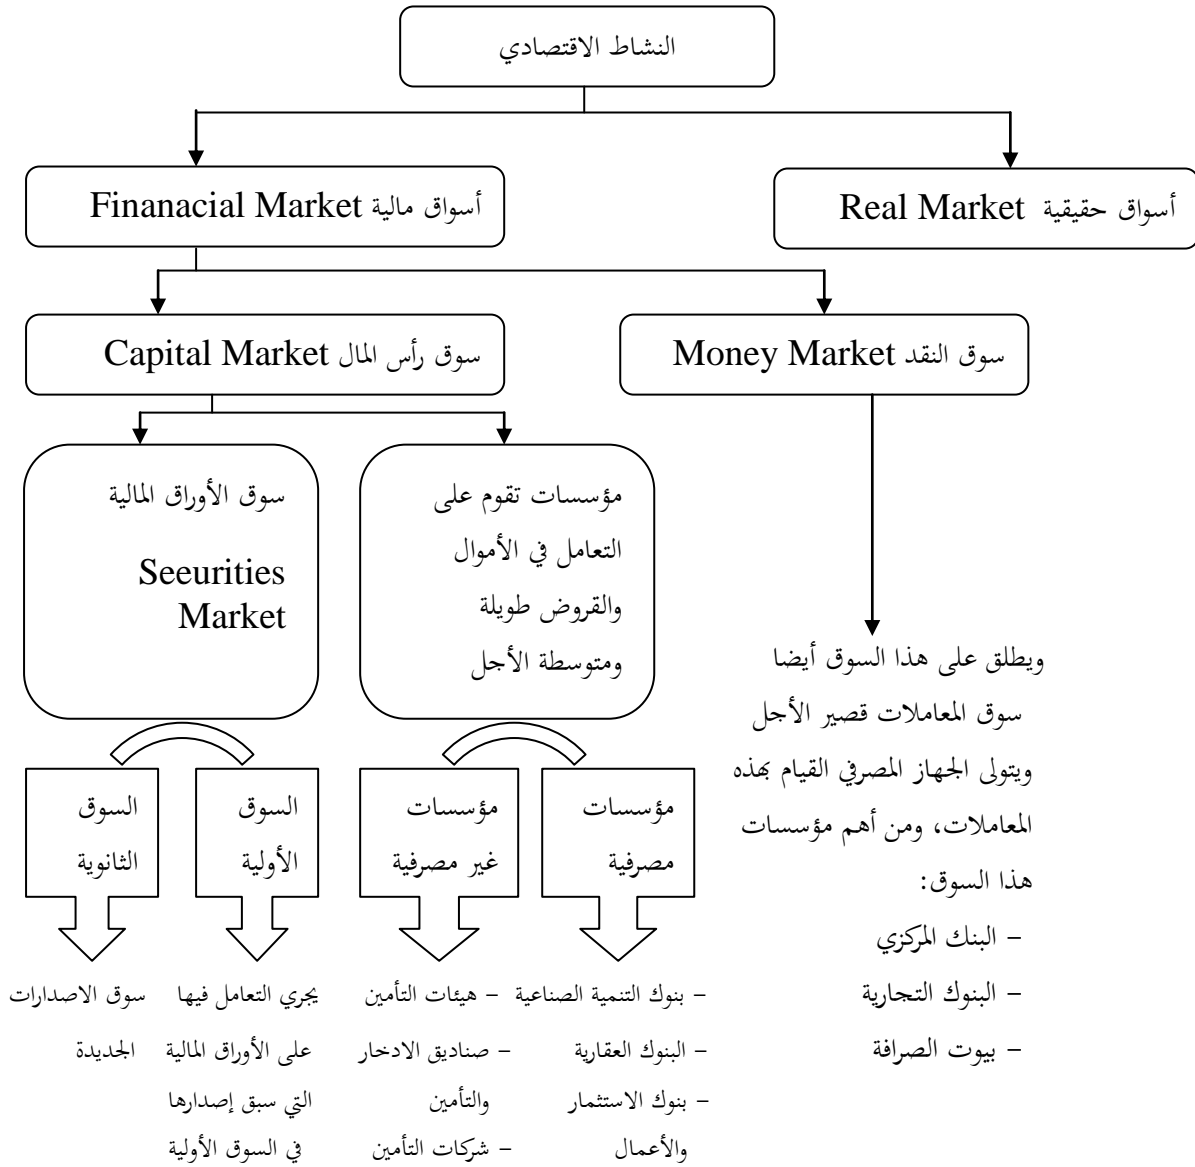 النشاط الاقتصادي
أسواق حقيقية Real Market
أسواق مالية Finanacial Market
سوق النقد Money Market
سوق رأس المال Capital Market
مؤسسات تقوم على
التعامل في الأموال
والقروض طويلة
ومتوسطة الأجل
سوق الأوراق المالية
Seeurities
Market
ويطلق على هذا السوق أيضا
سوق المعاملات قصير الأجل
ويتولى الجهاز المصرفي القيام بهذه
المعاملات، ومن أهم مؤسسات
هذا السوق:
– البنك المركزي
– البنوك التجارية
– بيوت الصرافة
مؤسسات
مصرفية
مؤسسات
غير مصرفية
السوق
الأولية
السوق
الثانوية
– بنوك التنمية الصناعية
– البنوك العقارية
– بنوك الاستثمار
والأعمال
– هيئات التأمين
– صناديق الادخار
والتأمين
– شركات التأمين
يجري التعامل فيها
على الأوراق المالية
التي سبق إصدارها
في السوق الأولية
سوق الاصدارات
الجديدة